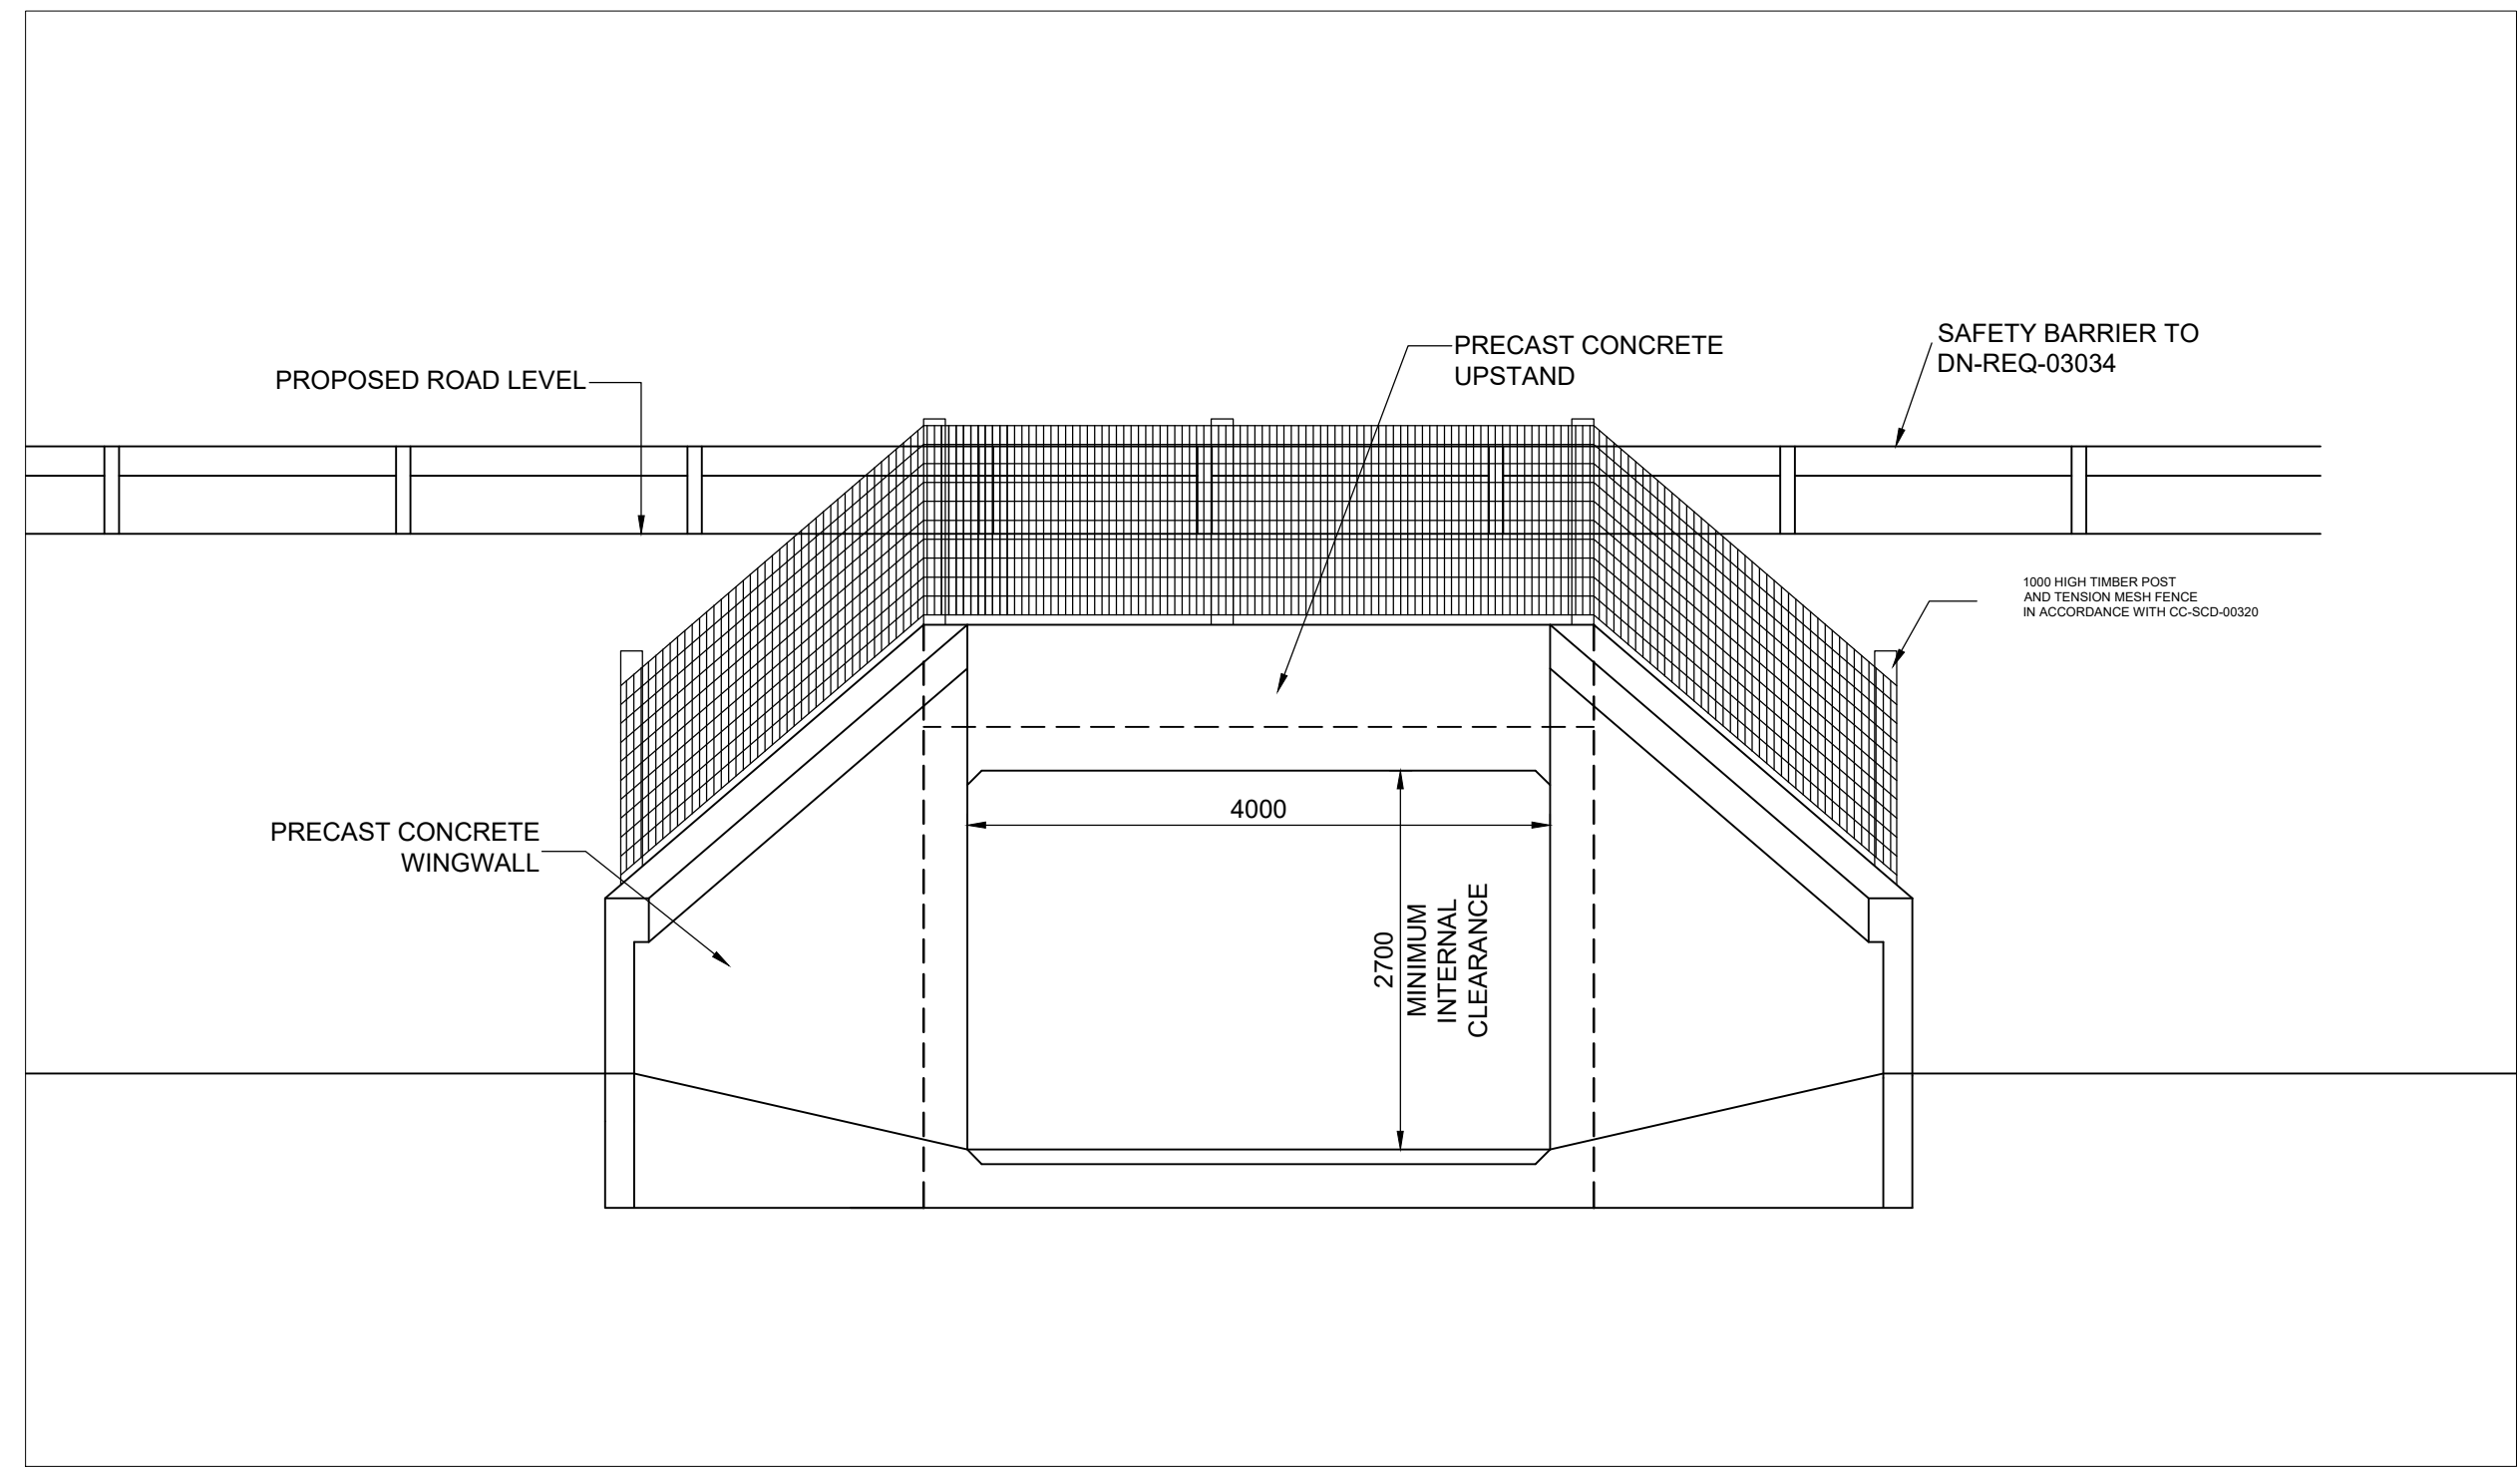 SAFETY BARRIER TO
DN-REQ-03034
PRECAST CONCRETE
UPSTAND
PROPOSED ROAD LEVEL
1000 HIGH TIMBER POST
AND TENSION MESH FENCE
IN ACCORDANCE WITH CC-SCD-00320
4000
PRECAST CONCRETE
WINGWALL
2700
MINIMUM
INTERNAL
CLEARANCE